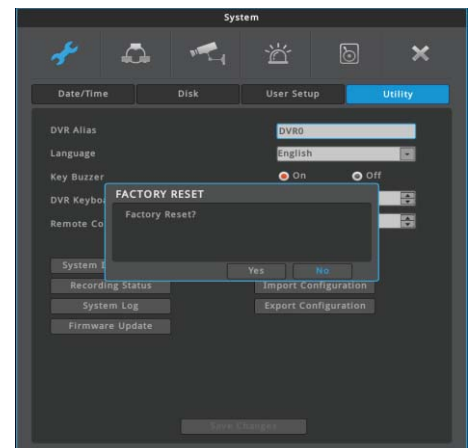 System
Date/Time Disk User Setup Utility
DVR Alias DVR0
Language English
Key Buzzer On Off
DVR Keyboa
Remote Co
FACTORY RESET
Factory Reset?
Yes No
System I
Recording Status Import Configuration
System Log Export Configuration
Firmware Update
Save Changes